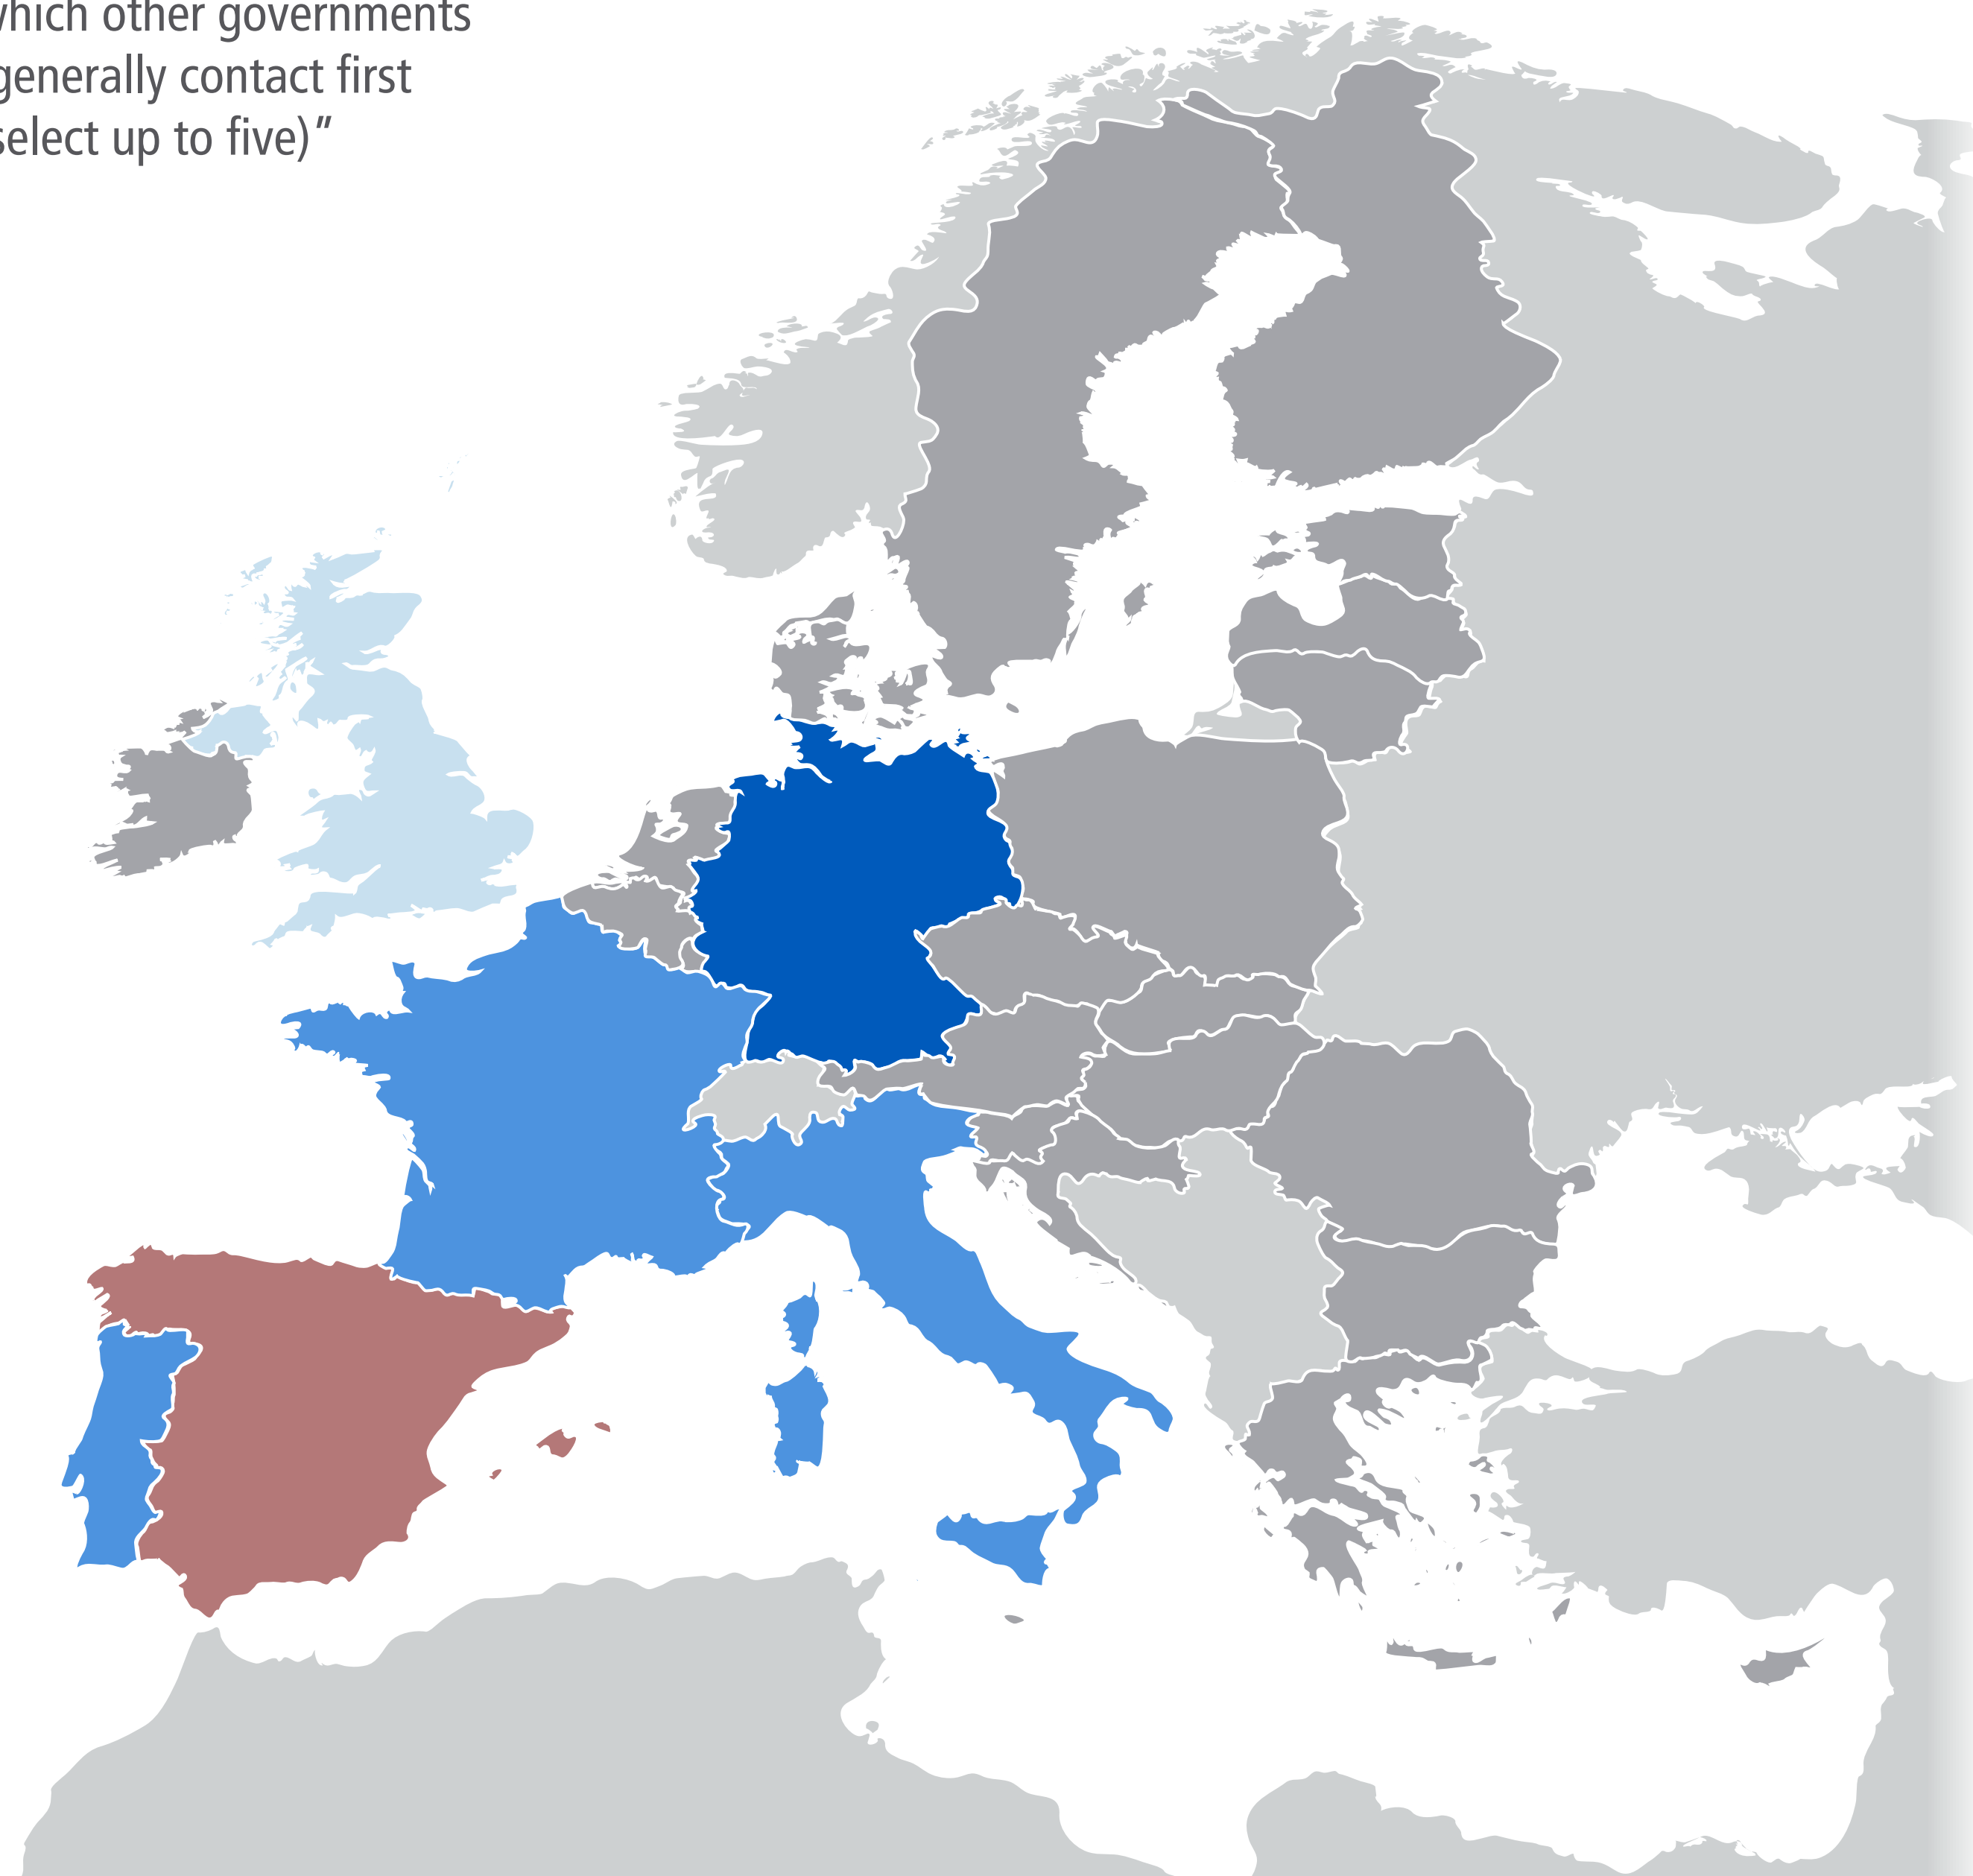 which other governments
generally contact first
select up to five)”